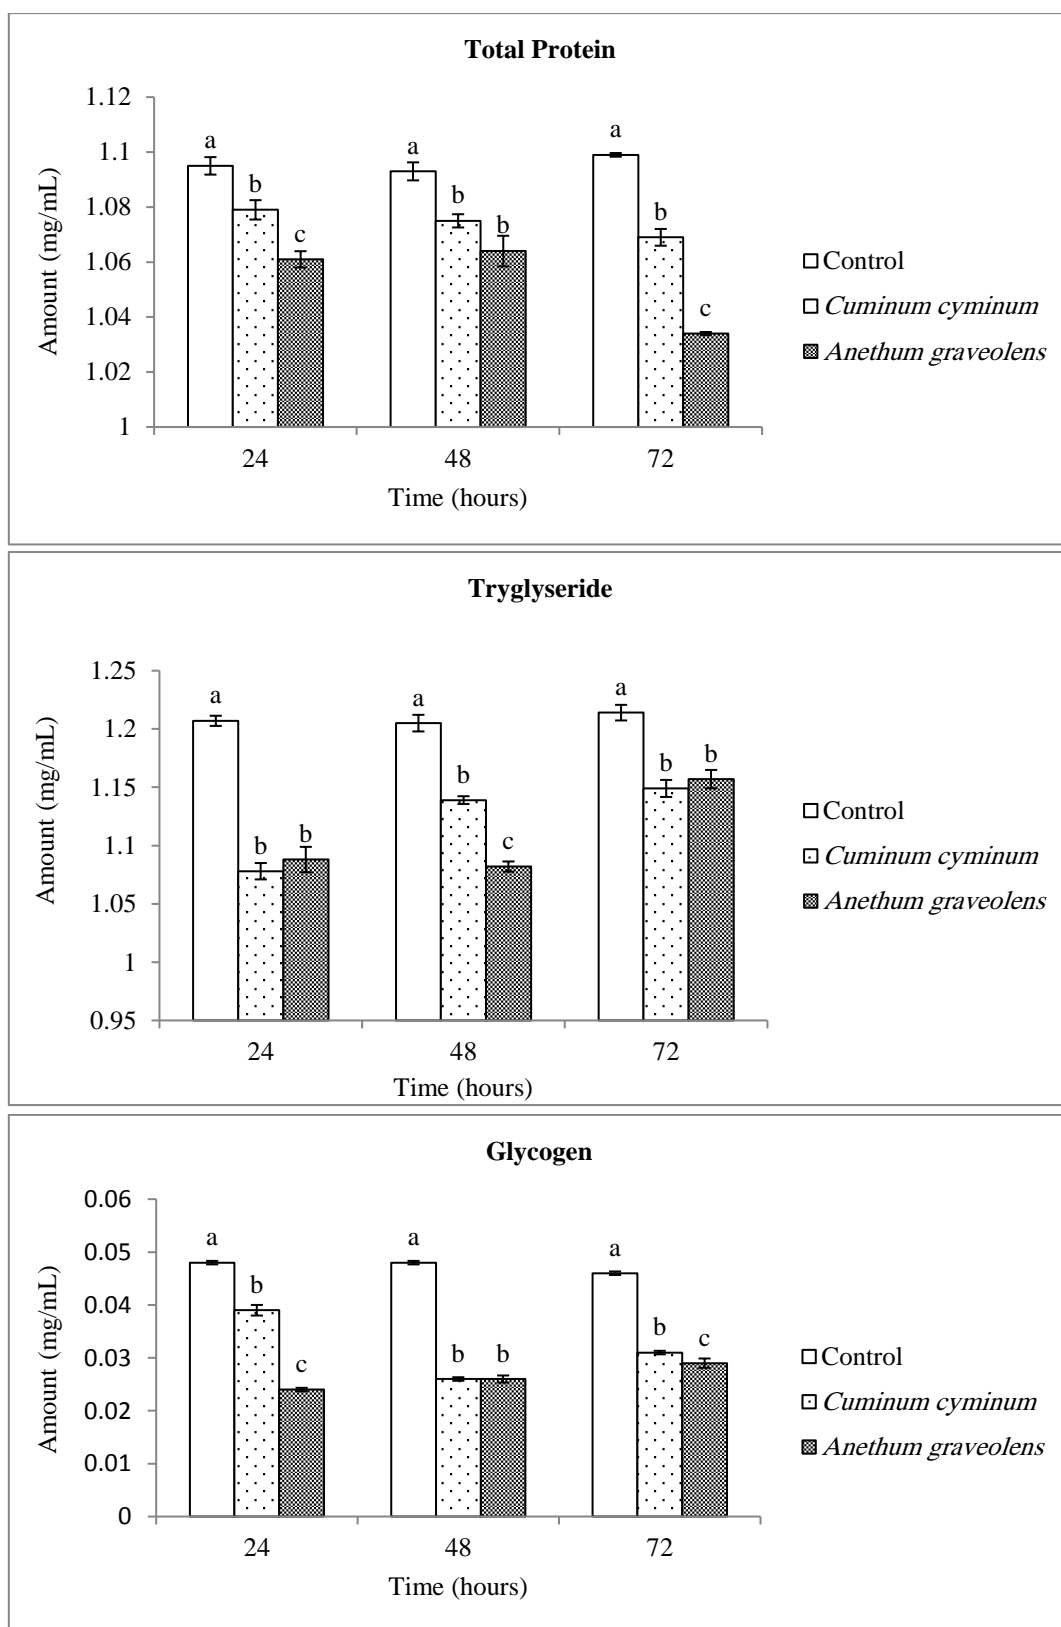 Total Protein
1.12
1.1
1.08
1.06
1.04
1.02
1
Amount (mg/mL)
a
b
c
a
b
b
a
b
c
24
48
72
Time (hours)
Control
Cuminum cyminum
Anethum graveolens
Tryglyseride
1.25
1.2
1.15
1.1
1.05
1
0.95
Amount (mg/mL)
a
b
b
a
b
c
a
b
b
24
48
72
Time (hours)
Control
Cuminum cyminum
Anethum graveolens
Glycogen
0.06
0.05
0.04
0.03
0.02
0.01
0
Amount (mg/mL)
a
b
c
a
b
b
a
b
c
24
48
72
Time (hours)
Control
Cuminum cyminum
Anethum graveolens